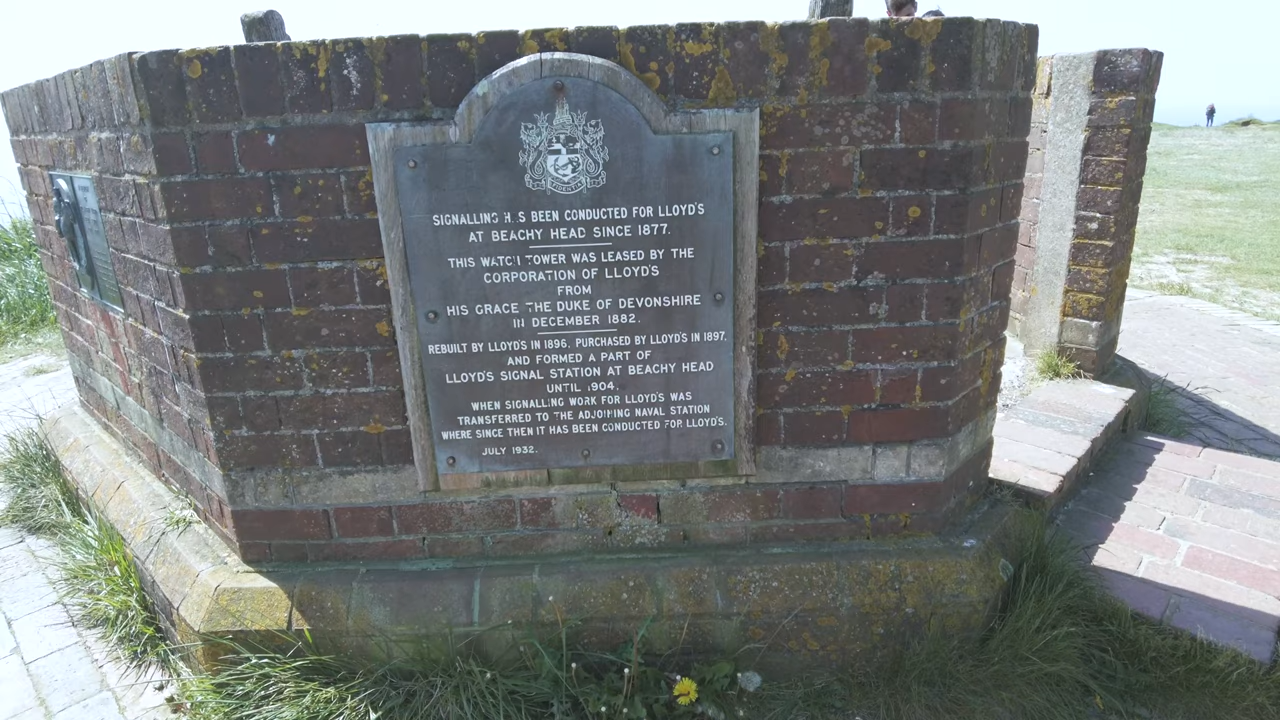 FIDENTIA
SIGNALLING H.S BEEN CONDUCTED FOR LLOYD'S
AT BEACHY HEAD SINCE 1877.
THIS WATCH TOWER WAS LEASED BY THE
CORPORATION OF LLOYD'S
FROM
HIS GRACE THE DUKE OF DEVONSHIRE
IN DECEMBER 1882.
REBUILT BY LLOYD'S IN 1896. PURCHASED BY LLOYD'S IN 1897.
AND FORMED A PART OF
LLOYD'S SIGNAL STATION AT BEACHY HEAD
UNTIL 1904.
WHEN SIGNALLING WORK FOR LLOYD'S WAS
TRANSFERRED TO THE ADJOINING NAVAL STATION
WHERE SINCE THEN IT HAS BEEN CONDUCTED FOR LLOYD'S.
JULY 1932.